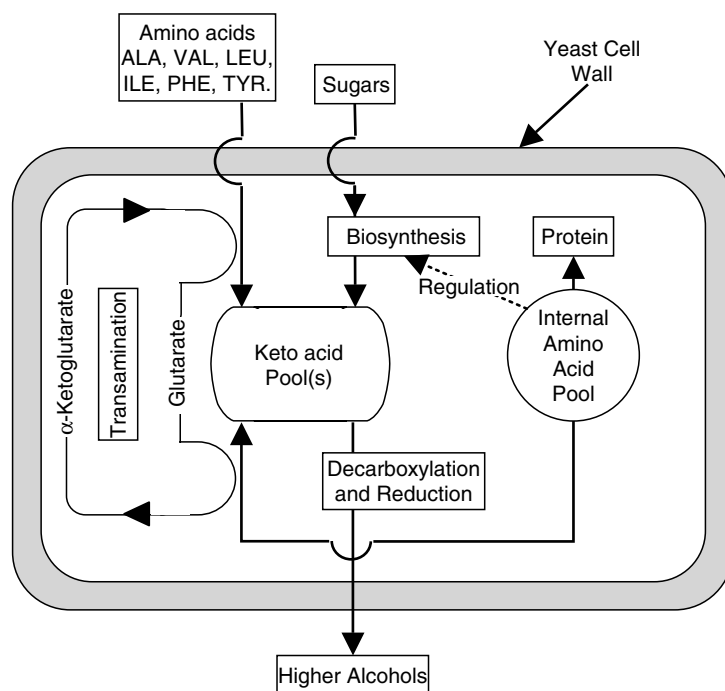 Amino acids
ALA, VAL, LEU,
ILE, PHE, TYR.
Sugars
Yeast Cell
Wall
Biosynthesis
Protein
Regulation
α-Ketoglutarate
Transamination
Glutarate
Keto acid
Pool(s)
Internal
Amino
Acid
Pool
Decarboxylation
and Reduction
Higher Alcohols